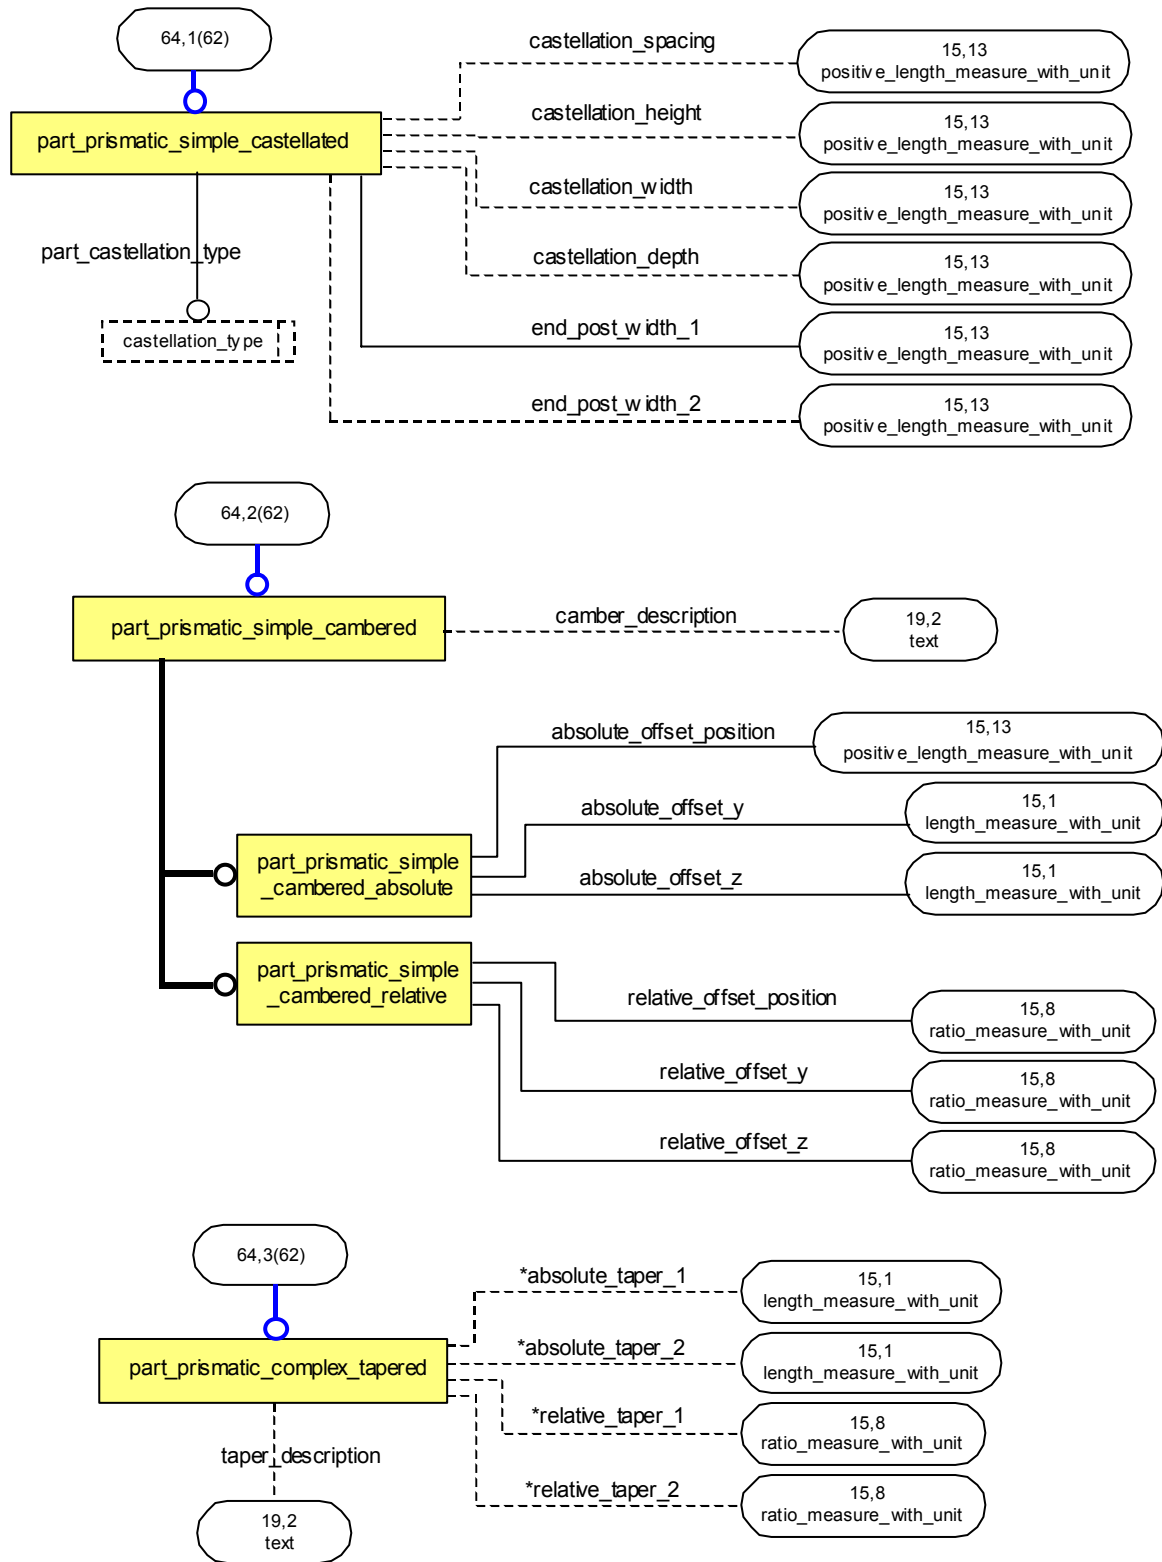 64,1(62)
part_prismatic_simple_castellated
castellation_spacing
15,13
positive_length_measure_with_unit
castellation_height
15,13
positive_length_measure_with_unit
castellation_width
15,13
positive_length_measure_with_unit
castellation_depth
15,13
positive_length_measure_with_unit
end_post_width_1
15,13
positive_length_measure_with_unit
end_post_width_2
15,13
positive_length_measure_with_unit
part_castellation_type
castellation_type
64,2(62)
part_prismatic_simple_cambered
camber_description
19,2
text
absolute_offset_position
15,13
positive_length_measure_with_unit
absolute_offset_y
15,1
length_measure_with_unit
part_prismatic_simple
_cambered_absolute
absolute_offset_z
15,1
length_measure_with_unit
part_prismatic_simple
_cambered_relative
relative_offset_position
15,8
ratio_measure_with_unit
relative_offset_y
15,8
ratio_measure_with_unit
relative_offset_z
15,8
ratio_measure_with_unit
64,3(62)
part_prismatic_complex_tapered
*absolute_taper_1
15,1
length_measure_with_unit
*absolute_taper_2
15,1
length_measure_with_unit
*relative_taper_1
15,8
ratio_measure_with_unit
*relative_taper_2
15,8
ratio_measure_with_unit
taper_description
19,2
text